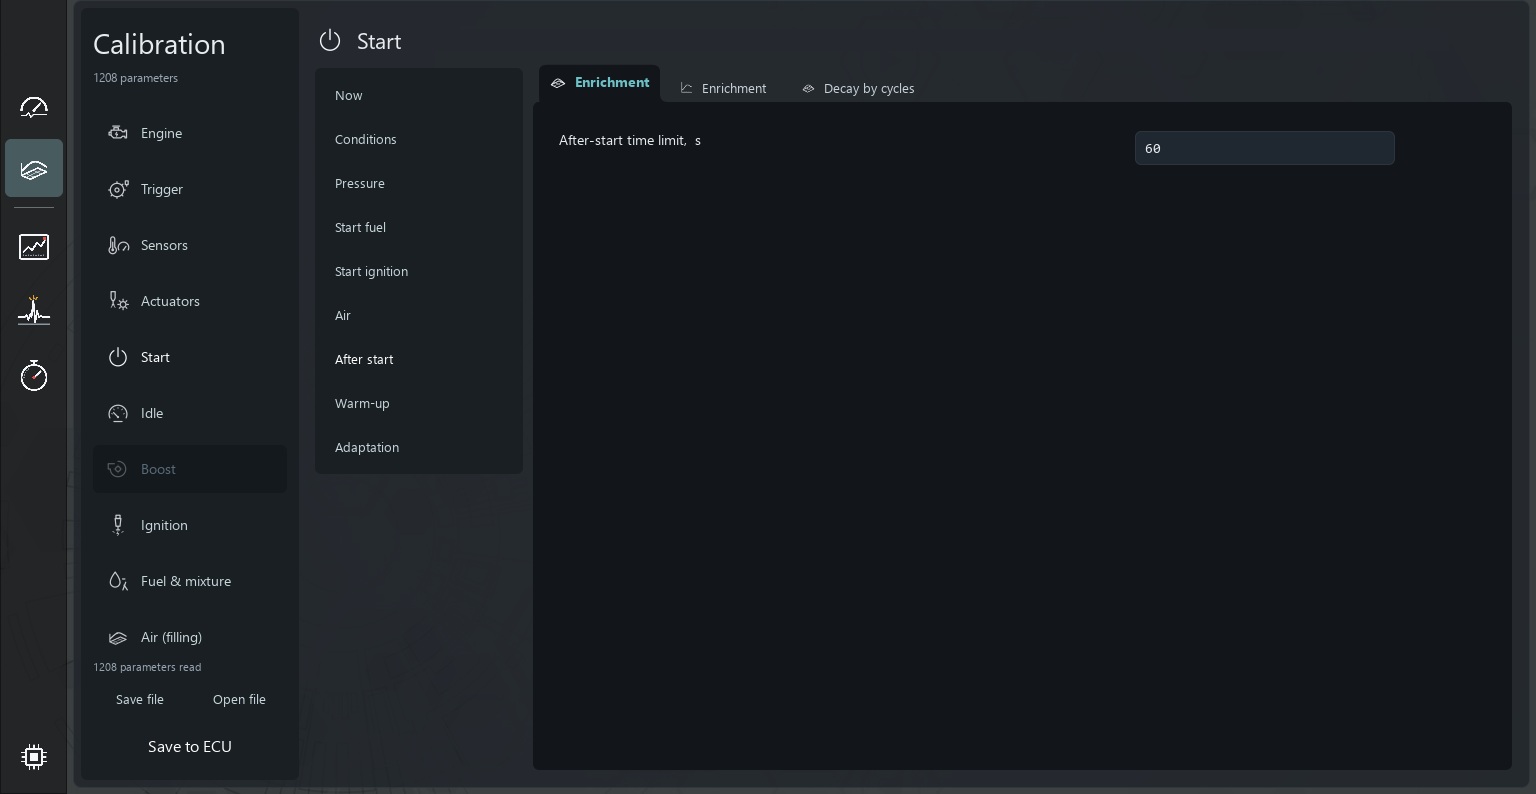 Calibration
1208 parameters
Engine
Trigger
Sensors
Actuators
Start
Idle
Boost
Ignition
Fuel & mixture
Air (filling)
1208 parameters read
Save file
Open file
Save to ECU
Start
Now
Conditions
Pressure
Start fuel
Start ignition
Air
After start
Warm-up
Adaptation
Enrichment
Enrichment
Decay by cycles
After-start time limit, s
60